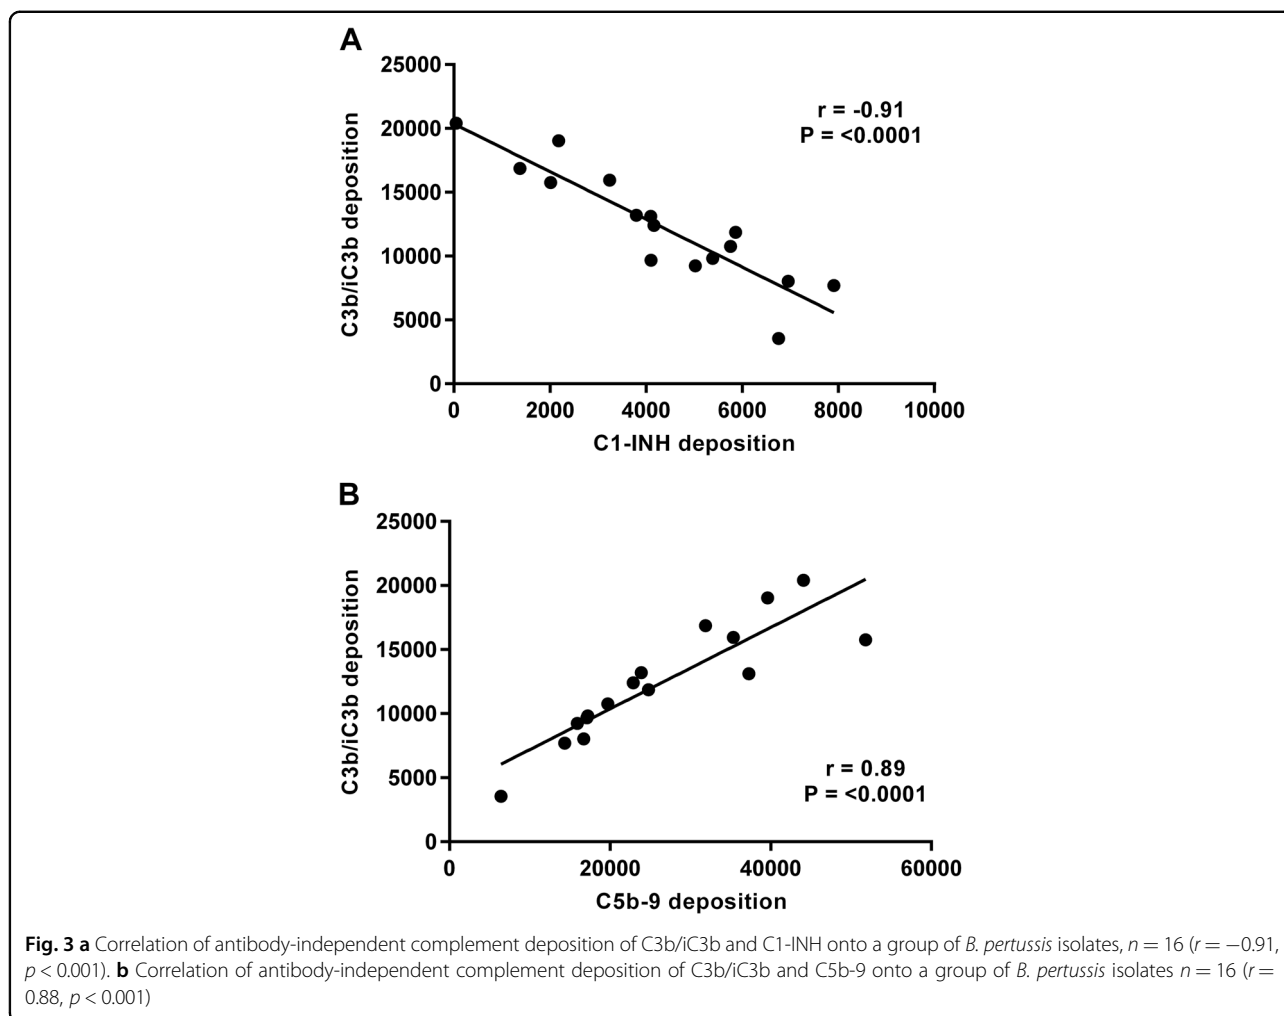 A
25000
20000
15000
10000
5000
0
C3b/iC3b deposition
r = -0.91
P = <0.0001
0 2000 4000 6000 8000 10000
C1-INH deposition
B
25000
20000
15000
10000
5000
0
C3b/iC3b deposition
r = 0.89
P = <0.0001
0 20000 40000 60000
C5b-9 deposition
Fig. 3 a Correlation of antibody-independent complement deposition of C3b/iC3b and C1-INH onto a group of B. pertussis isolates, n = 16 (r = −0.91,
p < 0.001). b Correlation of antibody-independent complement deposition of C3b/iC3b and C5b-9 onto a group of B. pertussis isolates n = 16 (r =
0.88, p < 0.001)